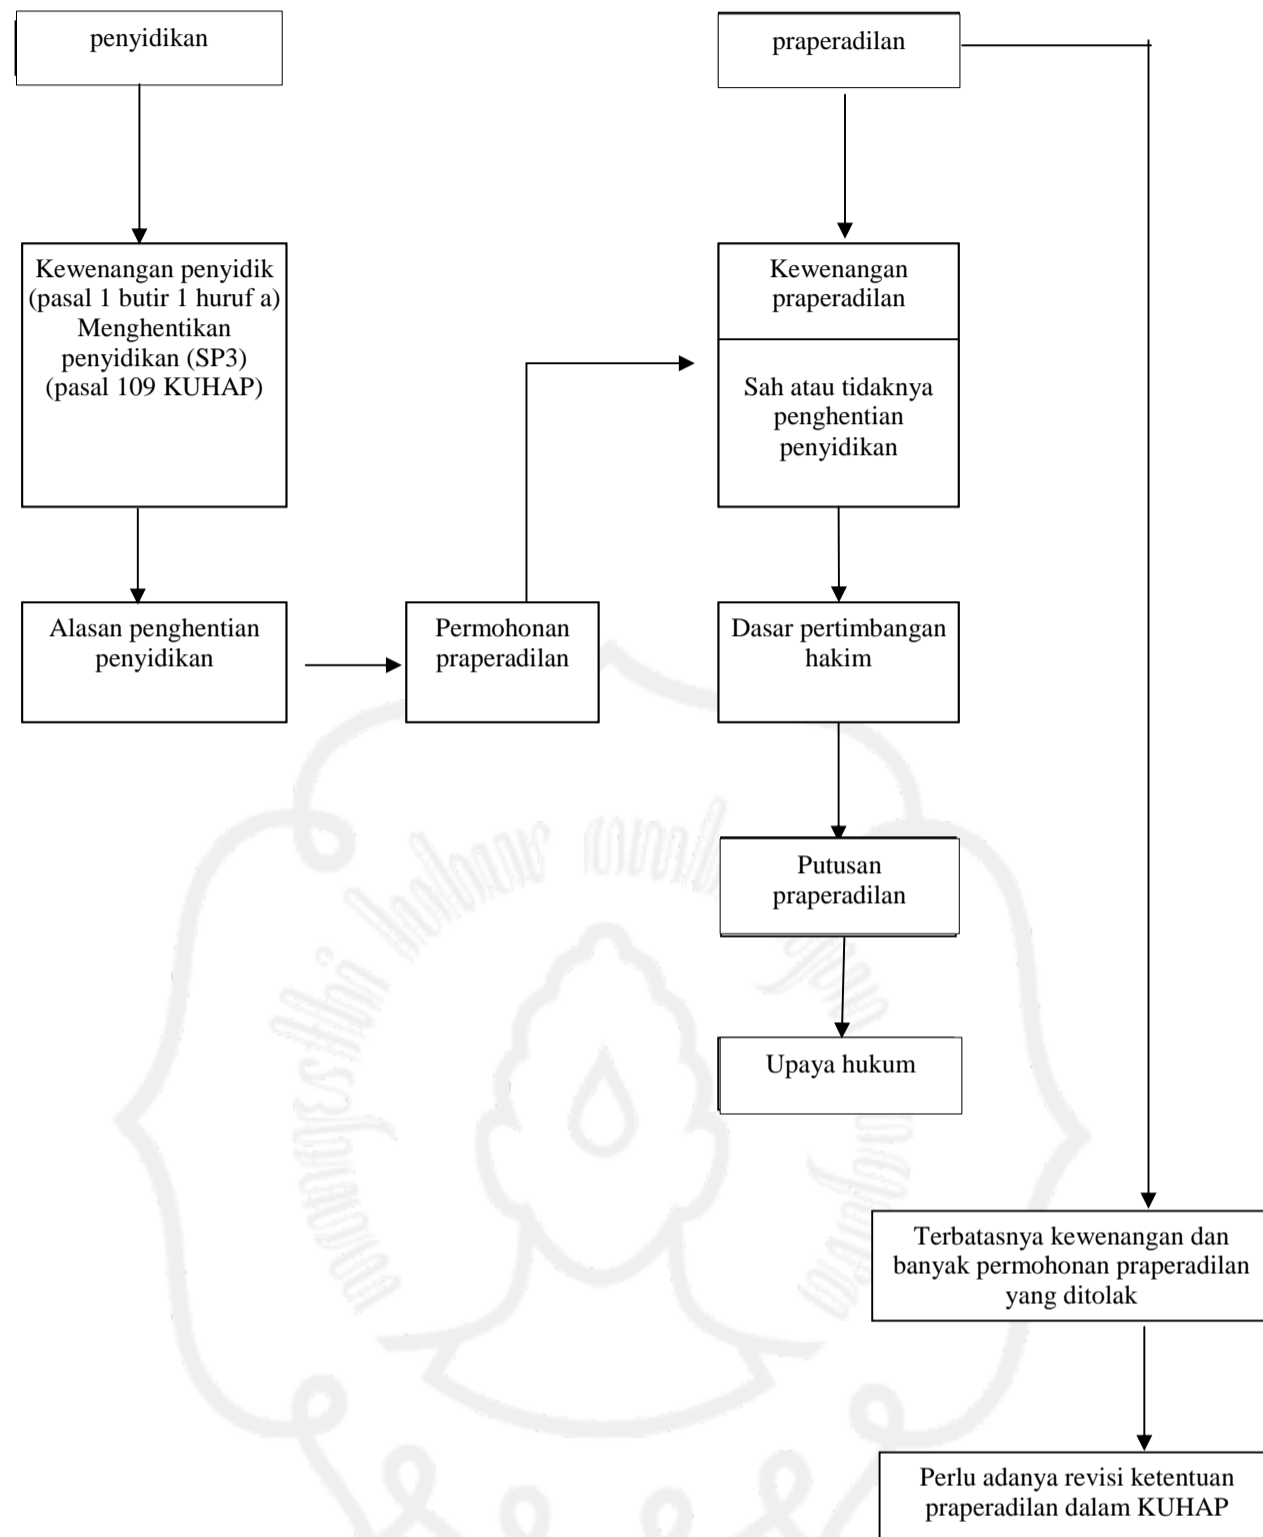 penyidikan
praperadilan
Kewenangan penyidik
(pasal 1 butir 1 huruf a)
Menghentikan
penyidikan (SP3)
(pasal 109 KUHAP)
Kewenangan
praperadilan
Sah atau tidaknya
penghentian
penyidikan
Alasan penghentian
penyidikan
Permohonan
praperadilan
Dasar pertimbangan
hakim
Putusan
praperadilan
Upaya hukum
Terbatasnya kewenangan dan
banyak permohonan praperadilan
yang ditolak
Perlu adanya revisi ketentuan
praperadilan dalam KUHAP